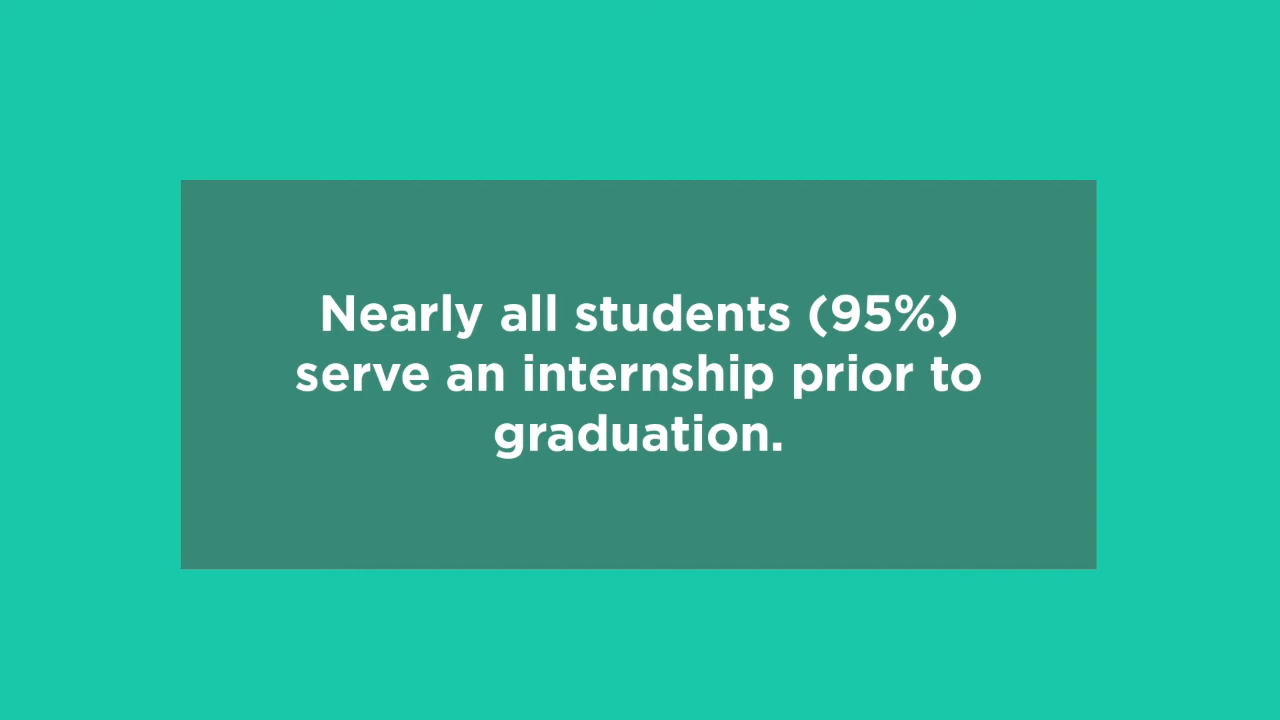 Nearly all students (95%)
serve an internship prior to
graduation.